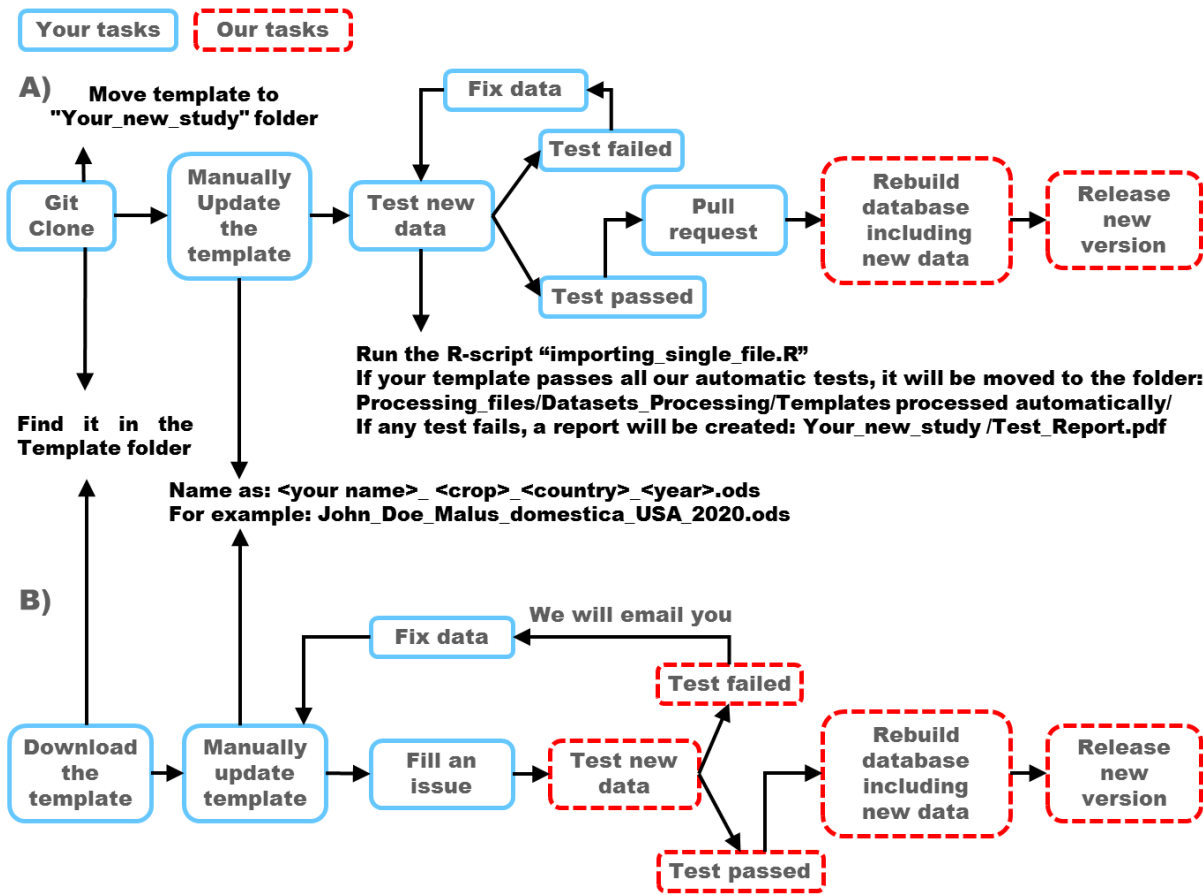 Your tasks
Our tasks
A)
Move template to
"Your_new_study" folder
Git
Clone
Manually
Update
the
template
Test new
data
Fix data
Test failed
Test passed
Pull
request
Rebuild
database
including
new data
Release
new
version
Run the R-script “importing_single_file.R”
If your template passes all our automatic tests, it will be moved to the folder:
Processing_files/Datasets_Processing/Templates processed automatically/
If any test fails, a report will be created: Your_new_study /Test_Report.pdf
Find it in the
Template folder
Name as: <your name>_ <crop>_<country>_<year>.ods
For example: John_Doe_Malus_domestica_USA_2020.ods
B)
We will email you
Fix data
Test failed
Download
the
template
Manually
update
template
Fill an
issue
Test new
data
Test passed
Rebuild
database
including
new data
Release
new
version